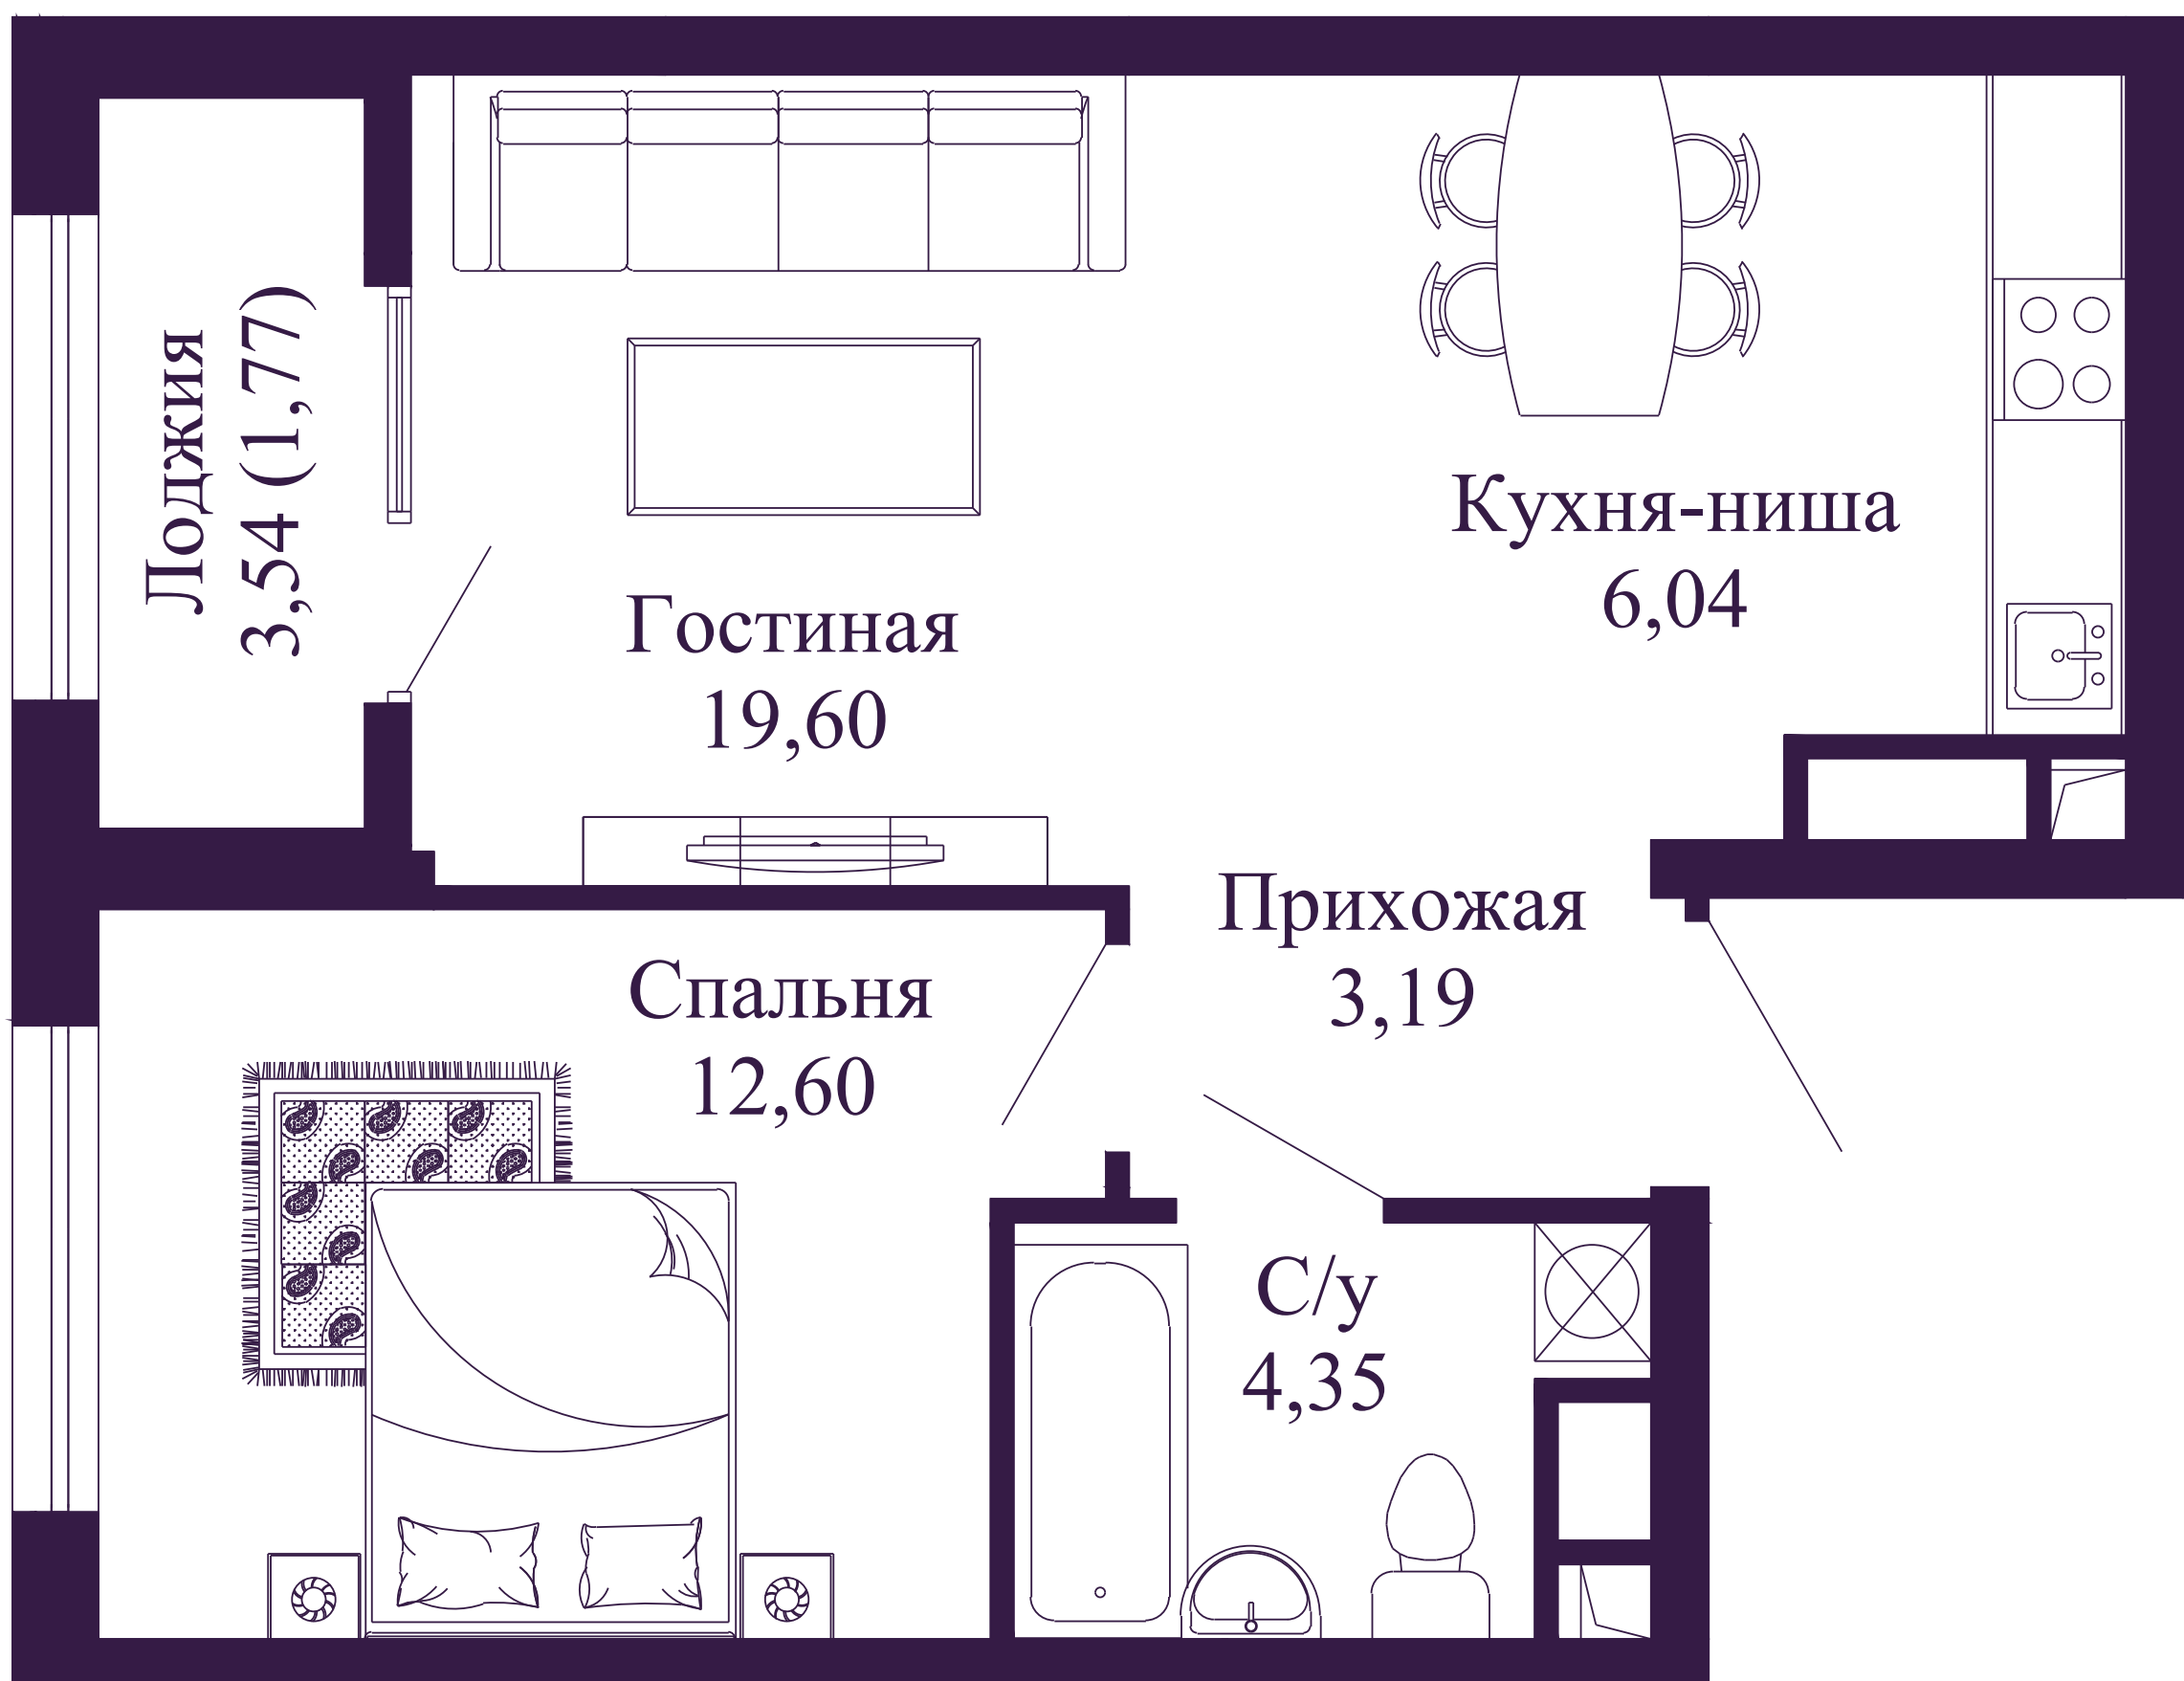 Лоджия
3,54 (1,77)
Гостиная
19,60
Кухня-ниша
6,04
Прихожая
3,19
Спальня
12,60
С/у
4,35